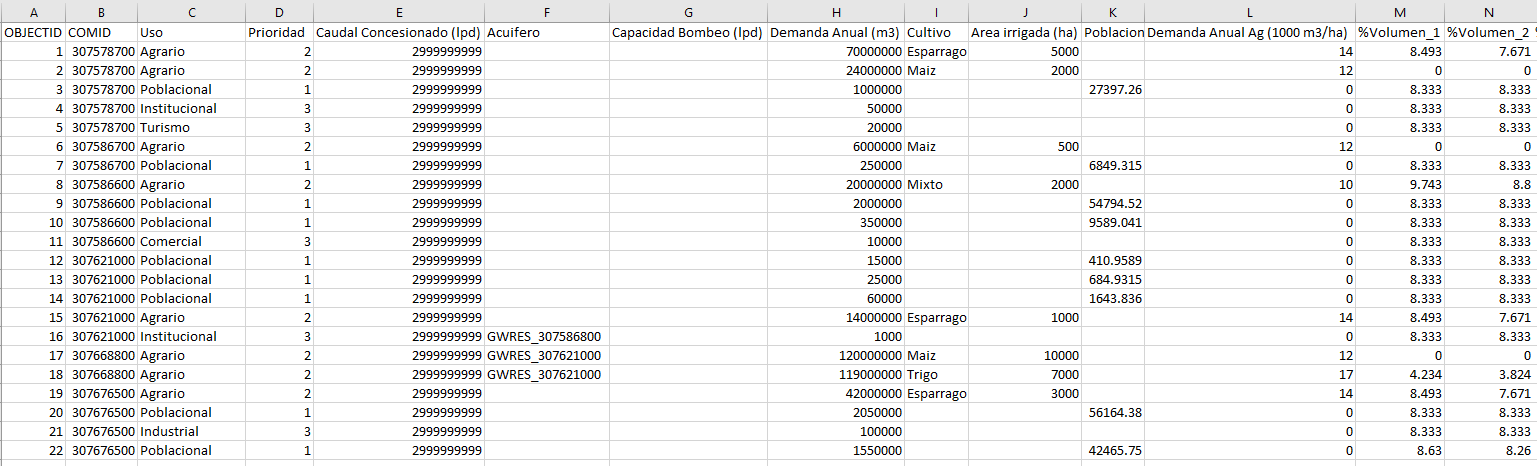 A B C D E F G H I J K L M N
OBJECTID COMID Uso Prioridad Caudal Concesionado (lpd) Acuifero Capacidad Bombeo (lpd) Demanda Anual (m3) Cultivo Area irrigada (ha) Poblacion Demanda Anual Ag (1000 m3/ha) %Volumen_1 %Volumen_2
1 307578700 Agrario 2 2999999999 70000000 Esparrago 5000 14 8.493 7.671
2 307578700 Agrario 2 2999999999 24000000 Maiz 2000 12 0 0
3 307578700 Poblacional 1 2999999999 1000000 27397.26 0 8.333 8.333
4 307578700 Institucional 3 2999999999 50000 0 8.333 8.333
5 307578700 Turismo 3 2999999999 20000 0 8.333 8.333
6 307586700 Agrario 2 2999999999 6000000 Maiz 500 12 0 0
7 307586700 Poblacional 1 2999999999 250000 6849.315 0 8.333 8.333
8 307586600 Agrario 2 2999999999 20000000 Mixto 2000 10 9.743 8.8
9 307586600 Poblacional 1 2999999999 2000000 54794.52 0 8.333 8.333
10 307586600 Poblacional 1 2999999999 350000 9589.041 0 8.333 8.333
11 307586600 Comercial 3 2999999999 10000 0 8.333 8.333
12 307621000 Poblacional 1 2999999999 15000 410.9589 0 8.333 8.333
13 307621000 Poblacional 1 2999999999 25000 684.9315 0 8.333 8.333
14 307621000 Poblacional 1 2999999999 60000 1643.836 0 8.333 8.333
15 307621000 Agrario 2 2999999999 14000000 Esparrago 1000 14 8.493 7.671
16 307621000 Institucional 3 2999999999 GWRES_307586800 1000 0 8.333 8.333
17 307668800 Agrario 2 2999999999 GWRES_307621000 120000000 Maiz 10000 12 0 0
18 307668800 Agrario 2 2999999999 GWRES_307621000 119000000 Trigo 7000 17 4.234 3.824
19 307676500 Agrario 2 2999999999 42000000 Esparrago 3000 14 8.493 7.671
20 307676500 Poblacional 1 2999999999 2050000 56164.38 0 8.333 8.333
21 307676500 Industrial 3 2999999999 100000 0 8.333 8.333
22 307676500 Poblacional 1 2999999999 1550000 42465.75 0 8.63 8.26